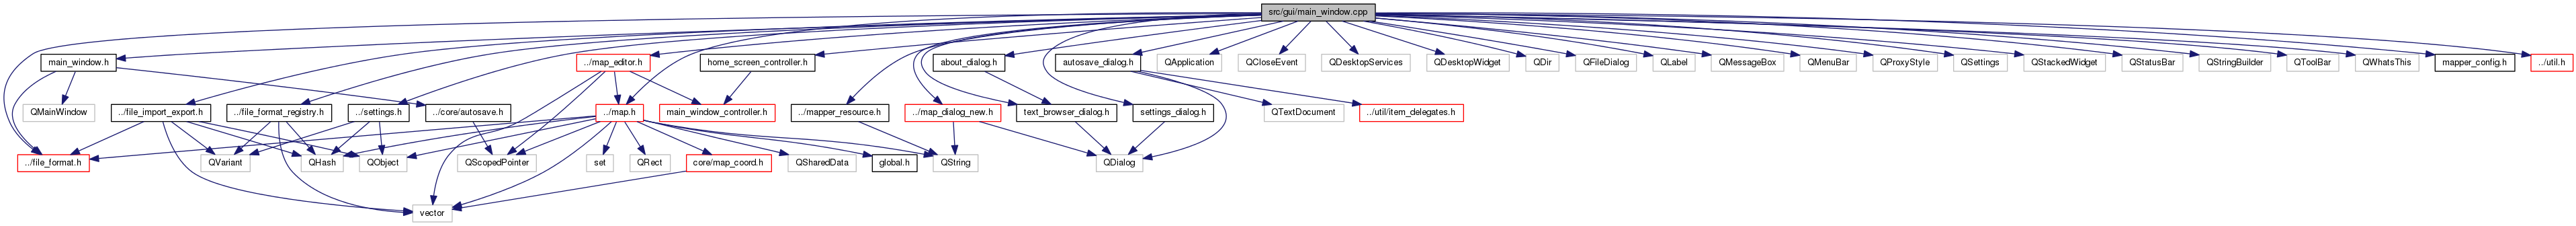 src/gui/main_window.cpp
main_window.h
../map_editor.h
home_screen_controller.h
about_dialog.h
autosave_dialog.h
QApplication
QCloseEvent
QDesktopServices
QDesktopWidget
QDir
QFileDialog
QLabel
QMessageBox
QMenuBar
QProxyStyle
QSettings
QStackedWidget
QStatusBar
QStringBuilder
QToolBar
QWhatsThis
mapper_config.h
../util.h
QMainWindow
../file_import_export.h
../file_format_registry.h
../settings.h
../core/autosave.h
../map.h
main_window_controller.h
../mapper_resource.h
../map_dialog_new.h
text_browser_dialog.h
settings_dialog.h
QTextDocument
../util/item_delegates.h
../file_format.h
QVariant
QHash
QObject
QScopedPointer
set
QRect
core/map_coord.h
QSharedData
global.h
QString
QDialog
vector